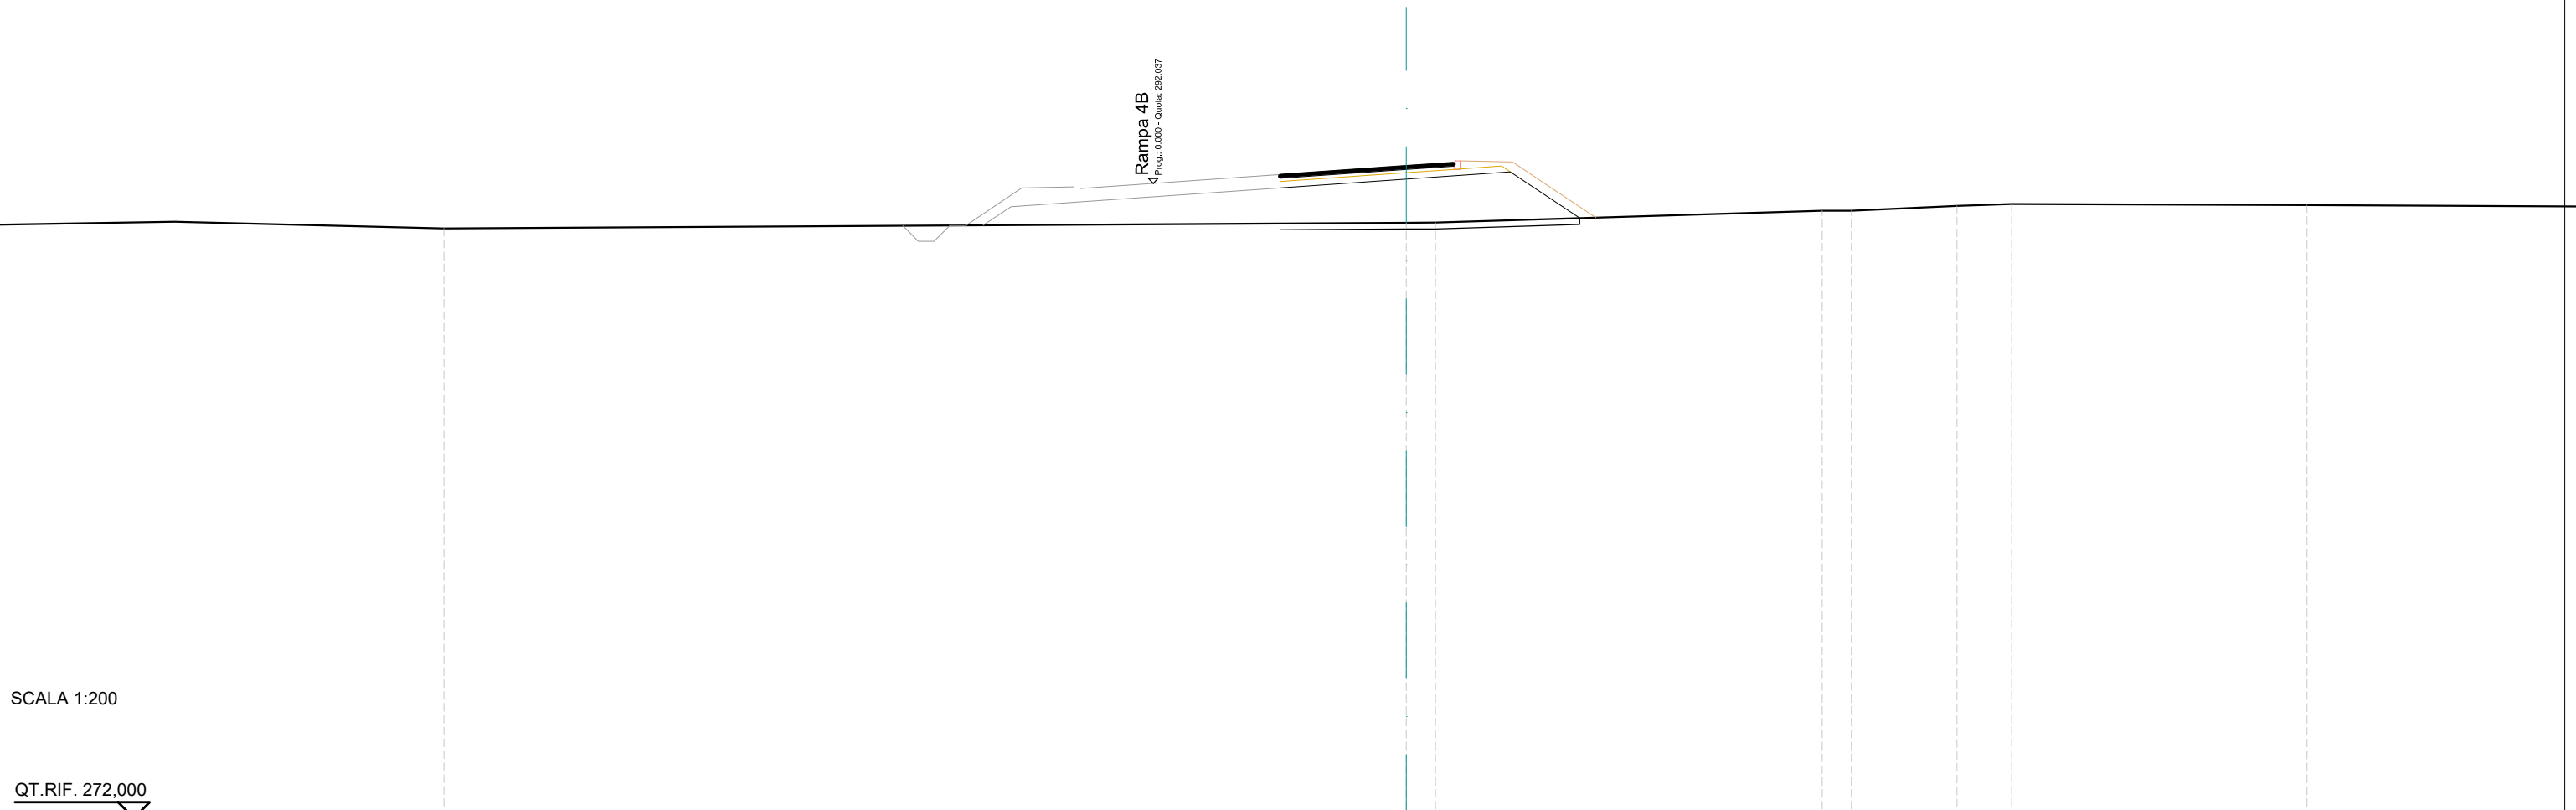 Rampa 4B
Prog.: 0,000 - Quota: 292,037
SCALA 1:200
QT.RIF. 272,000